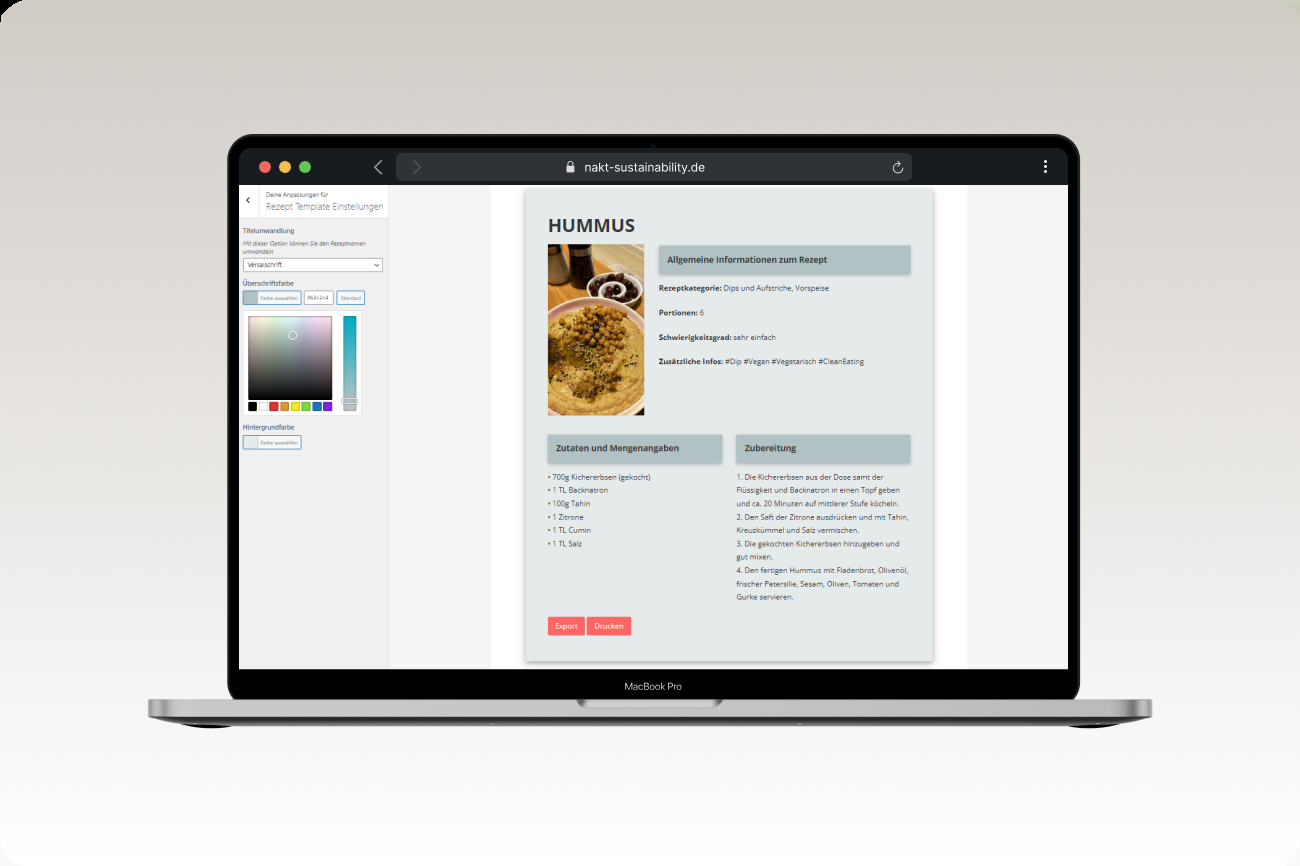 nakt-sustainability.de
Deine Anpassungen für
Rezept Template Einstellungen
Titelumwandlung
Mit dieser Option können Sie den Rezeptnamen
umwandeln
Versalschrift
Überschriftsfarbe
Farbe auswählen
#b2c2c4
Standard
Hintergrundfarbe
Farbe auswählen
HUMMUS
Allgemeine Informationen zum Rezept
Rezeptkategorie: Dips und Aufstriche, Vorspeise
Portionen: 6
Schwierigkeitsgrad: sehr einfach
Zusätzliche Infos: #Dip #Vegan #Vegetarisch #CleanEating
Zutaten und Mengenangaben
• 700g Kichererbsen (gekocht)
• 1 TL Backnatron
• 100g Tahin
• 1 Zitrone
• 1 TL Cumin
• 1 TL Salz
Zubereitung
1. Die Kichererbsen aus der Dose samt der
Flüssigkeit und Backnatron in einen Topf geben
und ca. 20 Minuten auf mittlerer Stufe köcheln.
2. Den Saft der Zitrone ausdrücken und mit Tahin,
Kreuzkümmel und Salz vermischen.
3. Die gekochten Kichererbsen hinzugeben und
gut mixen.
4. Den fertigen Hummus mit Fladenbrot, Olivenöl,
frischer Petersilie, Sesam, Oliven, Tomaten und
Gurke servieren.
Export
Drucken
MacBook Pro